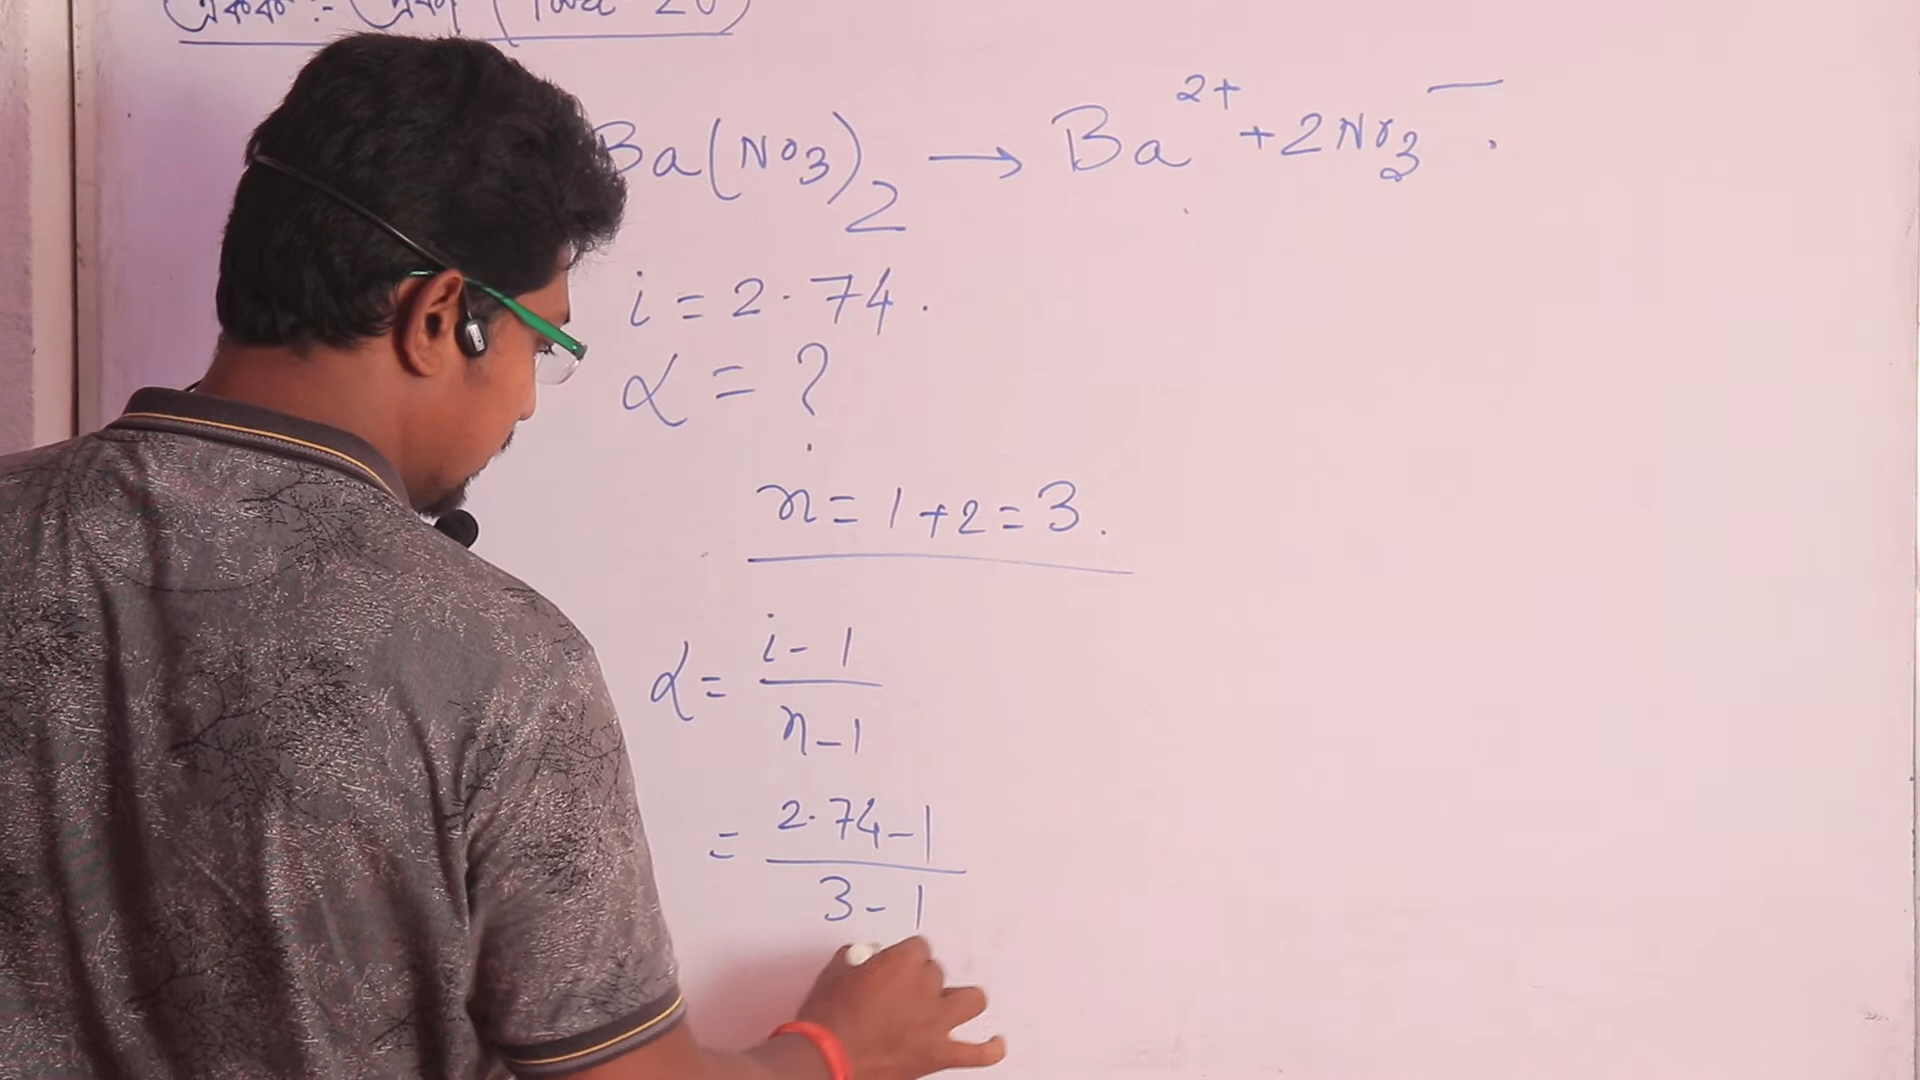 Ba(NO3)2 → Ba2+ + 2NO3− .
i = 2.74 .
α = ?
n = 1 + 2 = 3 .
α = i - 1 / n - 1
= 2.74 - 1 / 3 - 1